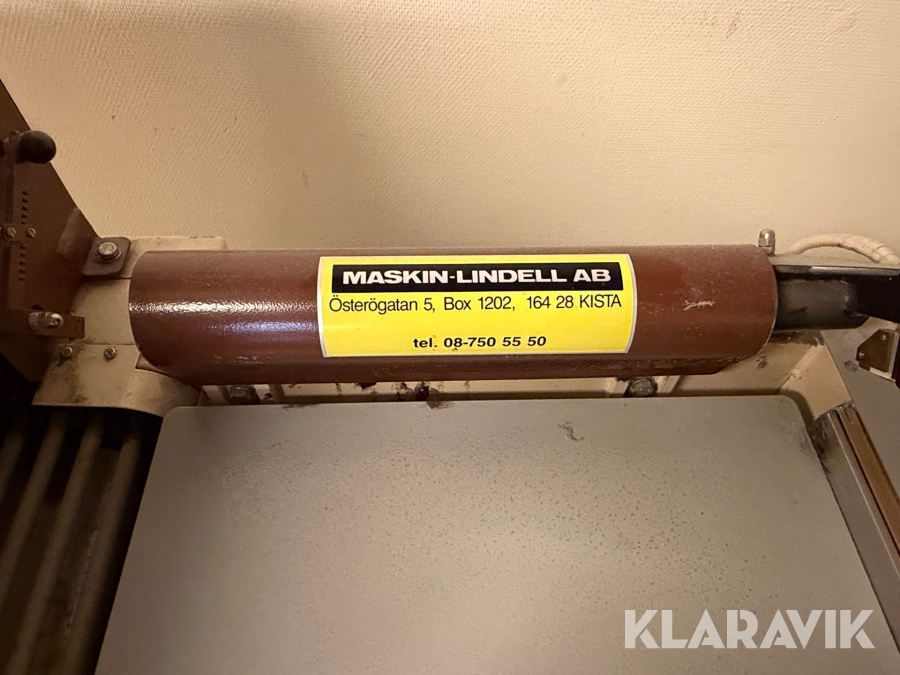 MASKIN-LINDELL AB
Österögatan 5, Box 1202, 164 28 KISTA
tel. 08-750 55 50
KLARAVIK